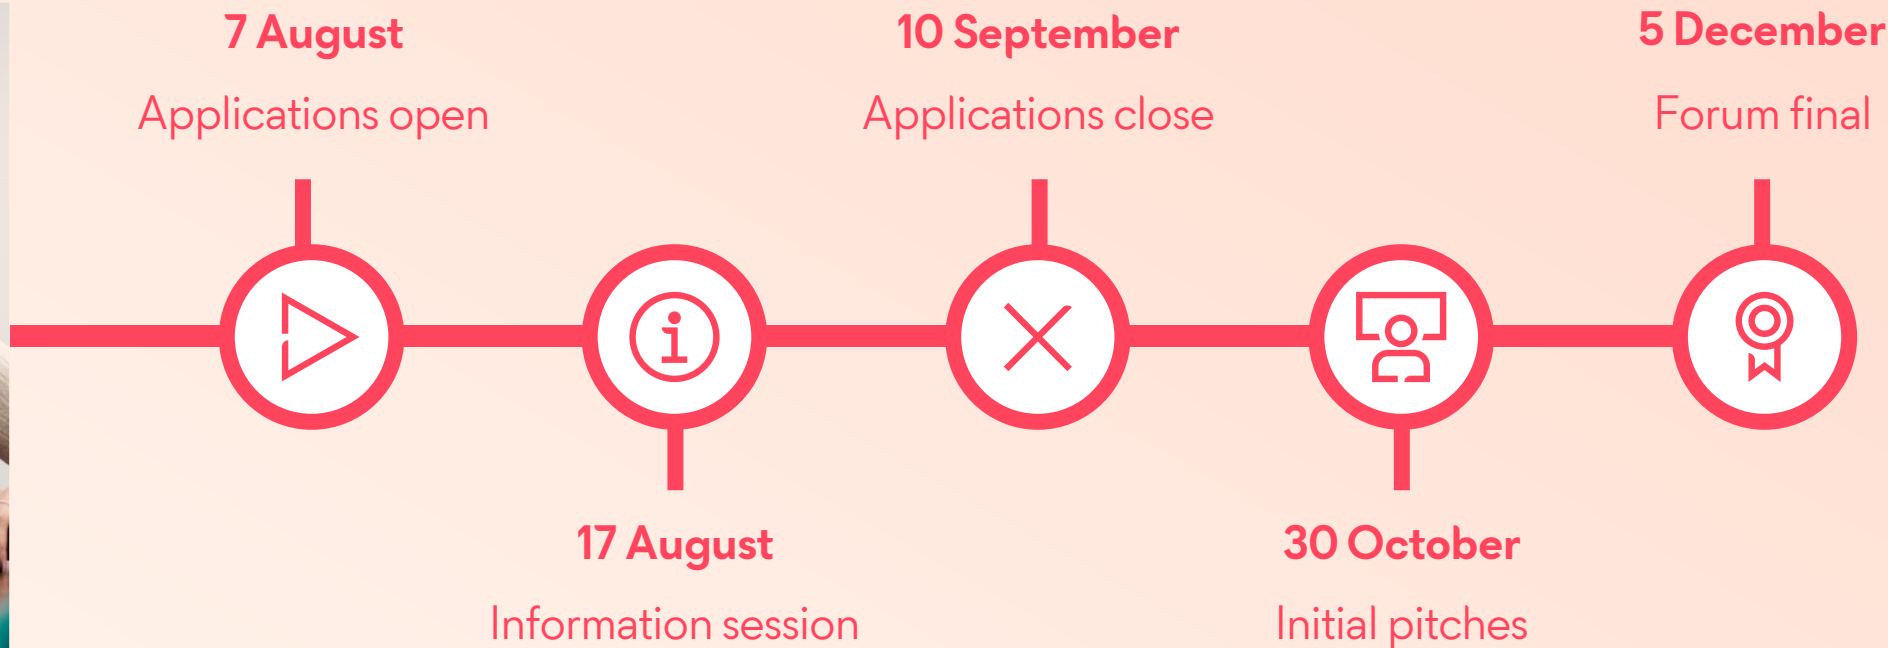 7 August
Applications open
17 August
Information session
10 September
Applications close
30 October
Initial pitches
5 December
Forum final